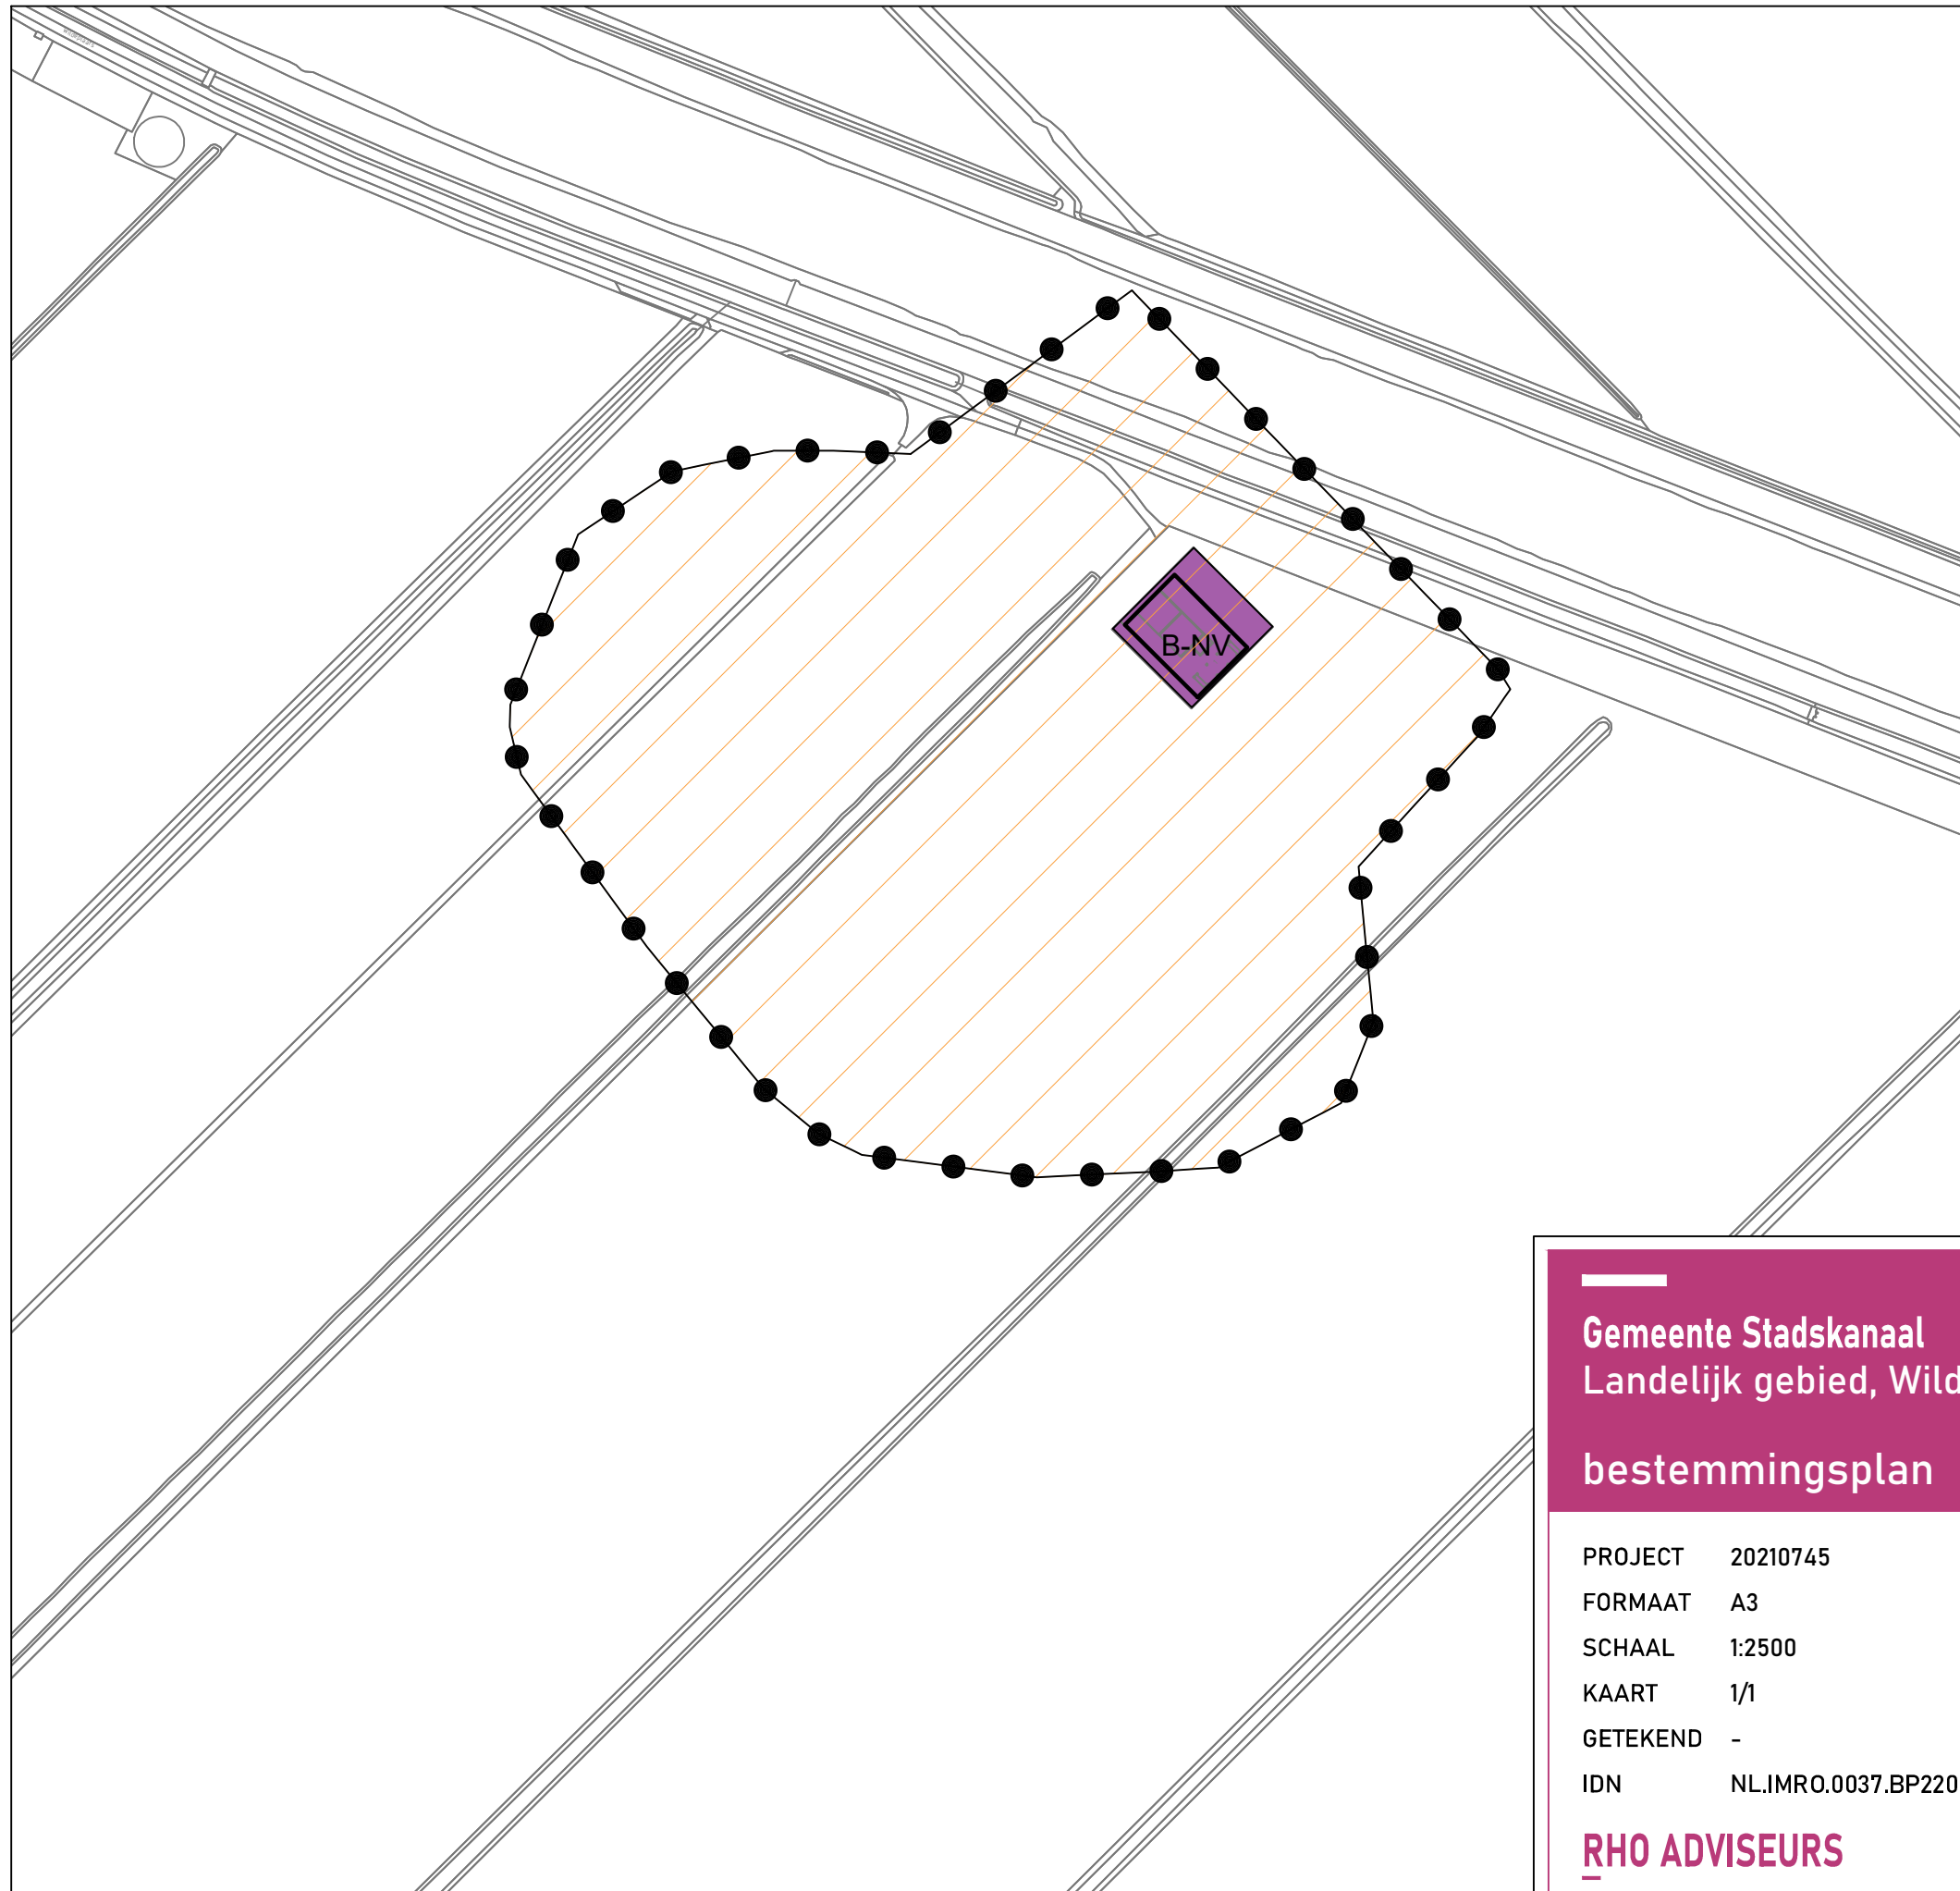 B-NV
Gemeente Stadskanaal
Landelijk gebied, Wild
bestemmingsplan
PROJECT 20210745
FORMAAT A3
SCHAAL 1:2500
KAART 1/1
GETEKEND -
IDN NL.IMRO.0037.BP220
RHO ADVISEURS